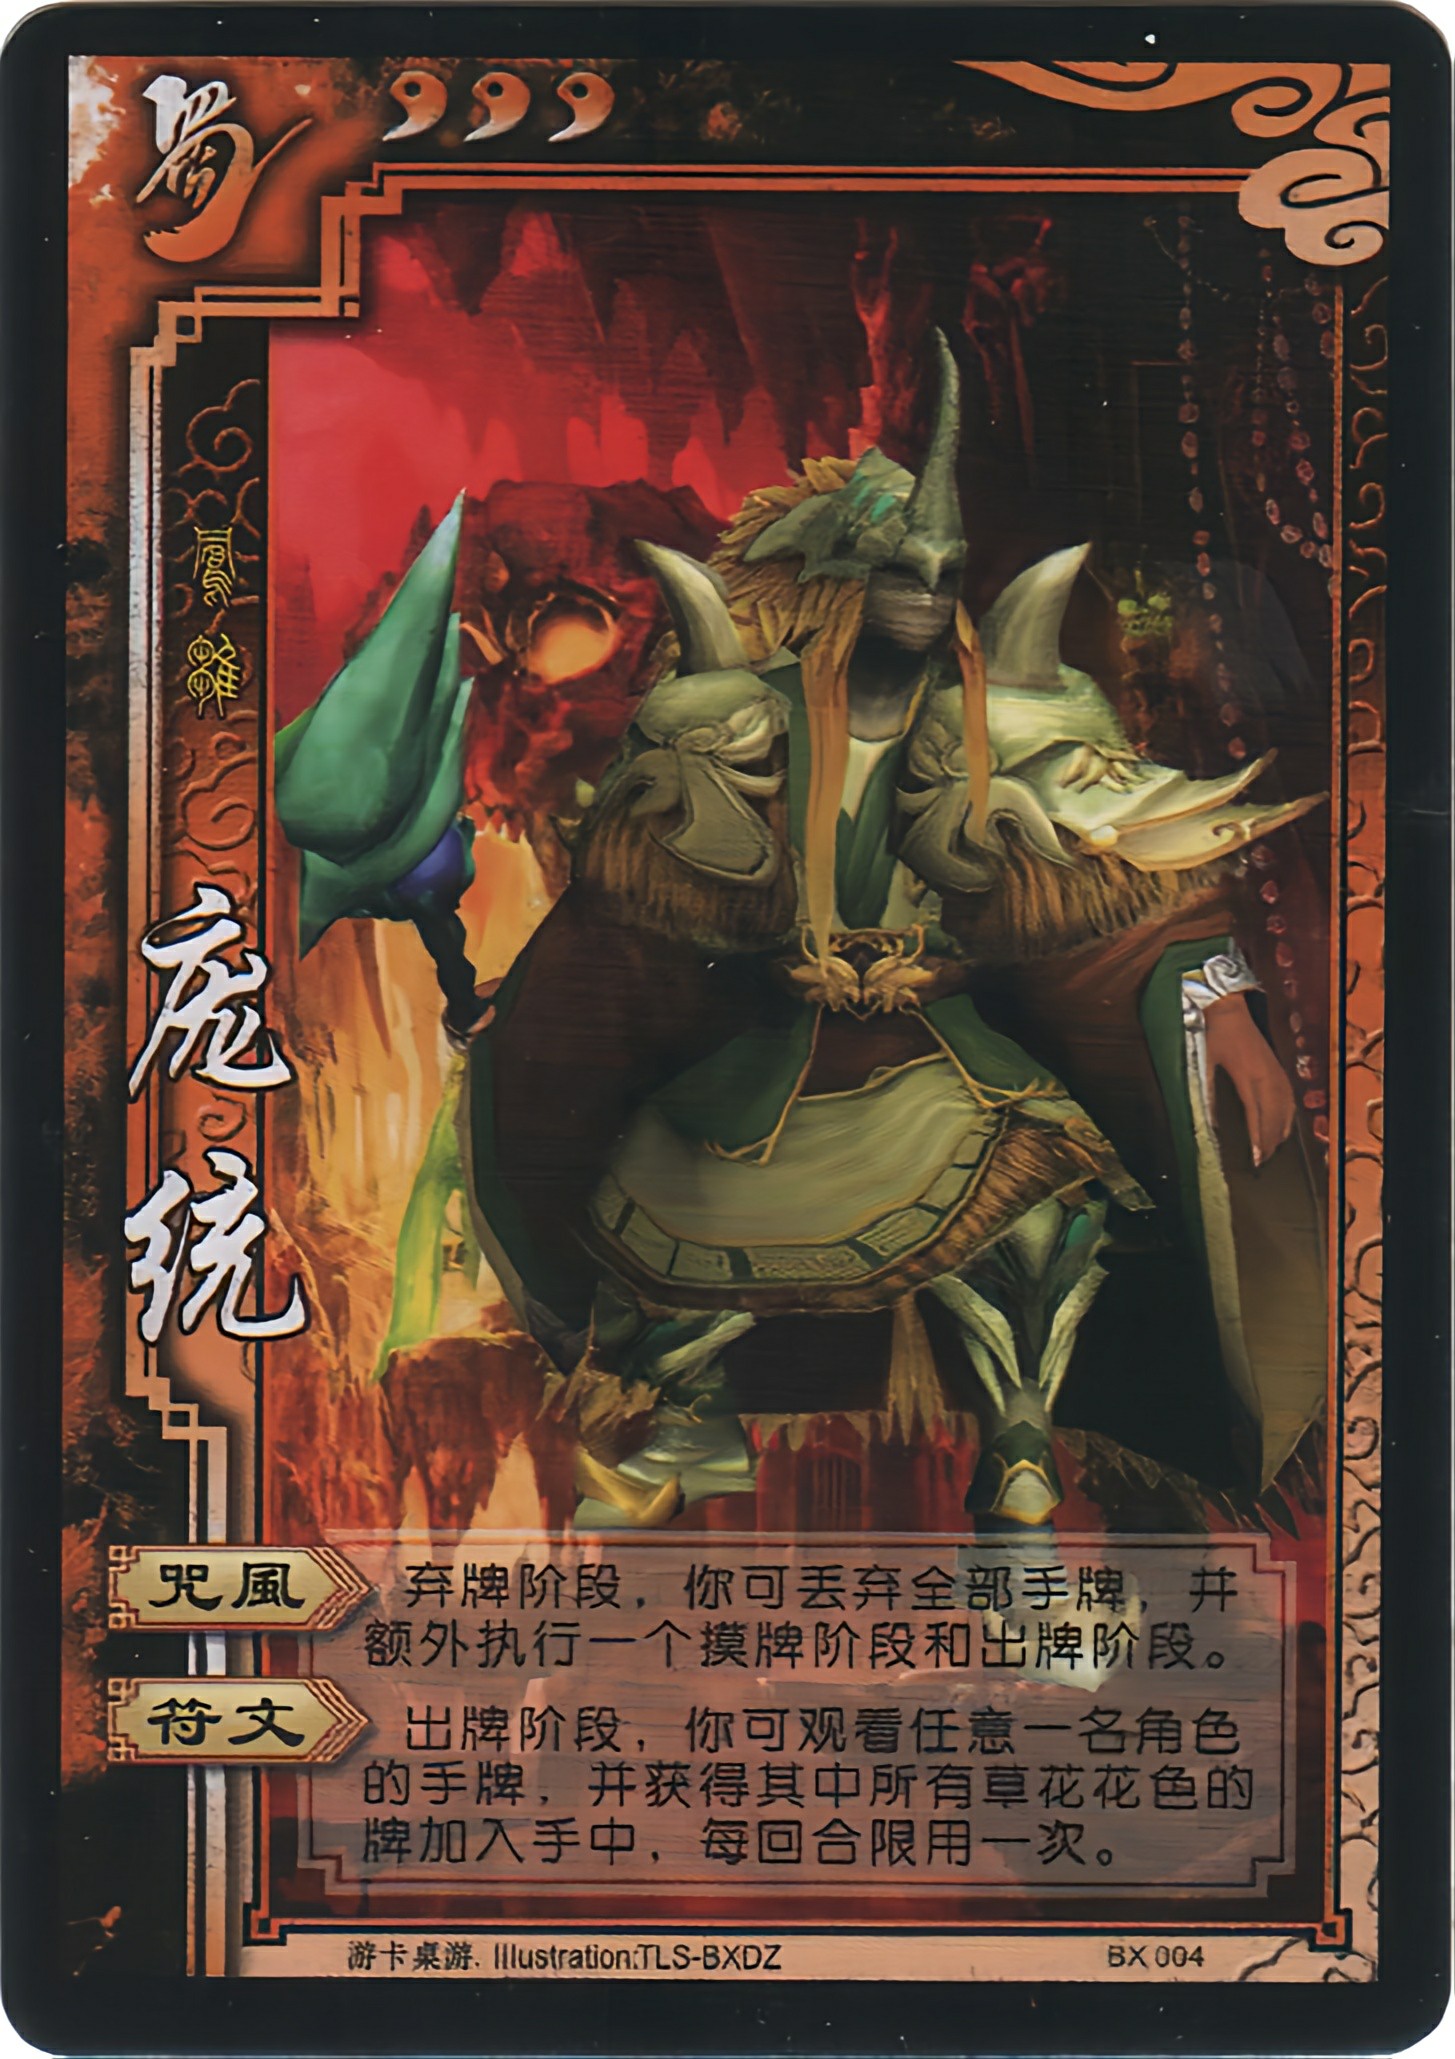 蜀
鳳雛
庞统
咒風
弃牌阶段，你可丢弃全部手牌，并
额外执行一个摸牌阶段和出牌阶段。
符文
出牌阶段，你可观看任意一名角色
的手牌，并获得其中所有草花花色的
牌加入手中，每回合限用一次。
游卡桌游. Illustration:TLS-BXDZ
BX 004